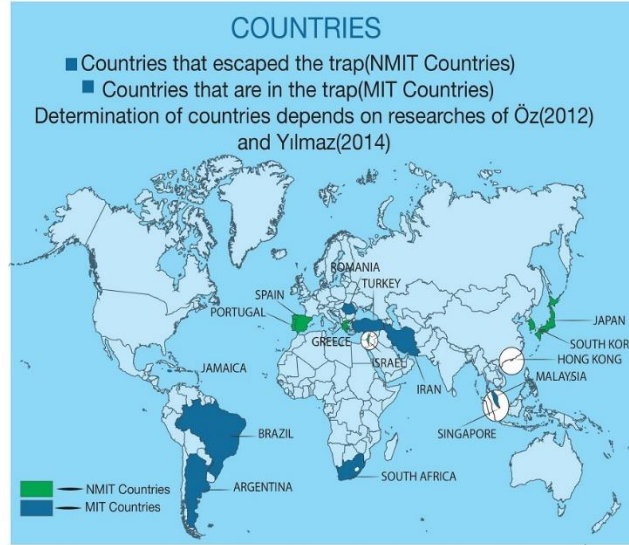 COUNTRIES
Countries that escaped the trap(NMIT Countries)
Countries that are in the trap(MIT Countries)
Determination of countries depends on researches of Öz(2012)
and Yılmaz(2014)
ROMANIA
TURKEY
SPAIN
PORTUGAL
JAPAN
SOUTH KOR
GREECE
HONG KONG
ISRAEL
JAMAICA
IRAN
MALAYSIA
BRAZIL
SINGAPORE
SOUTH AFRICA
ARGENTINA
NMIT Countries
MIT Countries